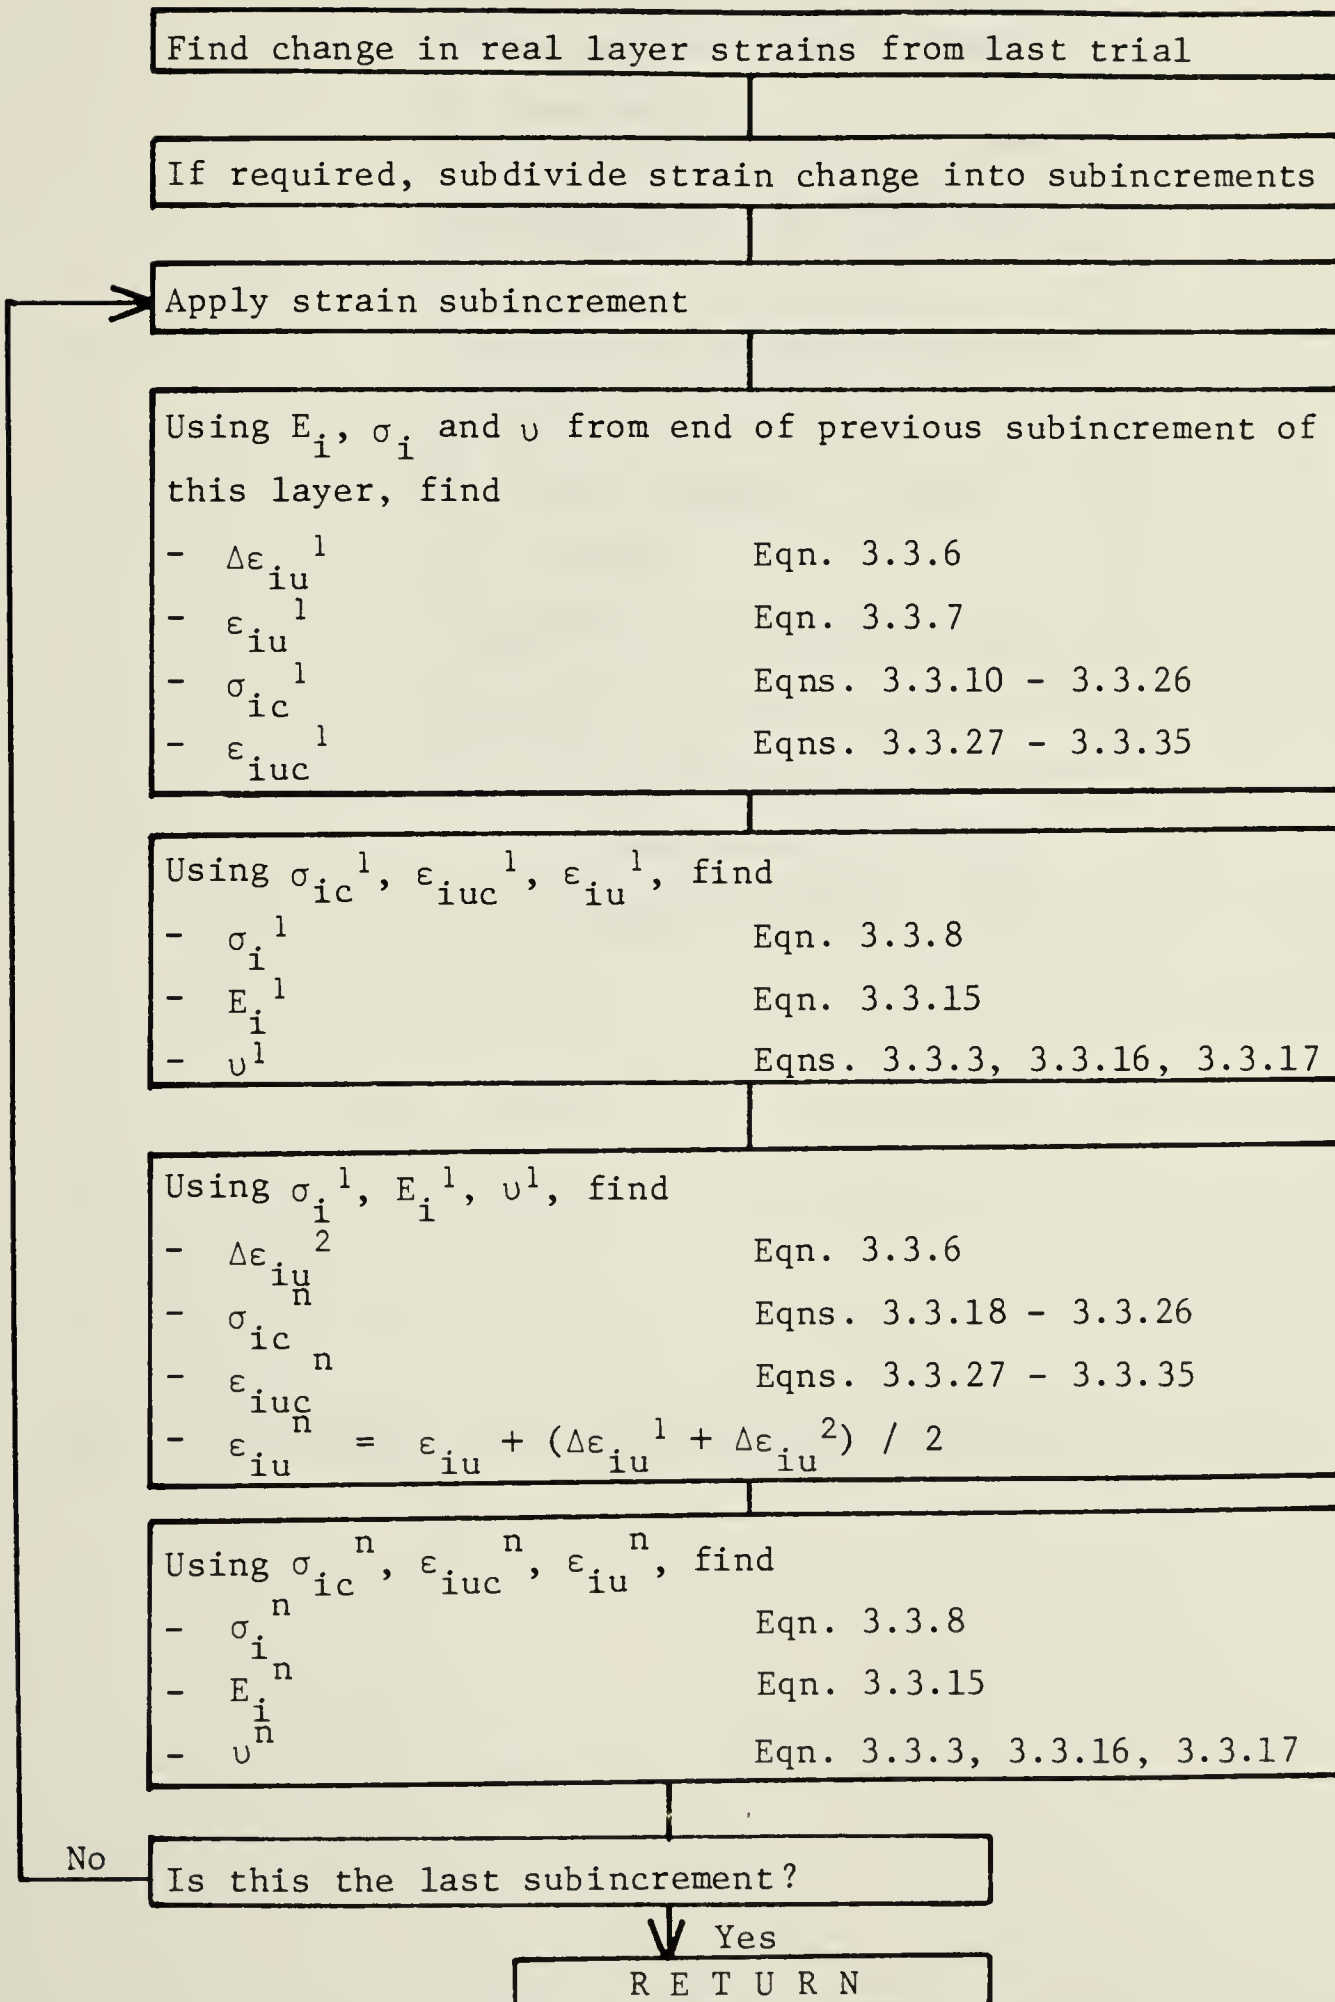 Find change in real layer strains from last trial
If required, subdivide strain change into subincrements
Apply strain subincrement
Using E_i, σ_i and υ from end of previous subincrement of
this layer, find
- Δε_iu^1 Eqn. 3.3.6
- ε_iu^1 Eqn. 3.3.7
- σ_ic^1 Eqns. 3.3.10 - 3.3.26
- ε_iuc^1 Eqns. 3.3.27 - 3.3.35
Using σ_ic^1, ε_iuc^1, ε_iu^1, find
- σ_i^1 Eqn. 3.3.8
- E_i^1 Eqn. 3.3.15
- υ^1 Eqns. 3.3.3, 3.3.16, 3.3.17
Using σ_i^1, E_i^1, υ^1, find
- Δε_iu^2 Eqn. 3.3.6
- σ_ic^n Eqns. 3.3.18 - 3.3.26
- ε_iuc^n Eqns. 3.3.27 - 3.3.35
- ε_iu^n = ε_iu + (Δε_iu^1 + Δε_iu^2) / 2
Using σ_ic^n, ε_iuc^n, ε_iu^n, find
- σ_i^n Eqn. 3.3.8
- E_i^n Eqn. 3.3.15
- υ^n Eqn. 3.3.3, 3.3.16, 3.3.17
No
Is this the last subincrement?
Yes
R E T U R N